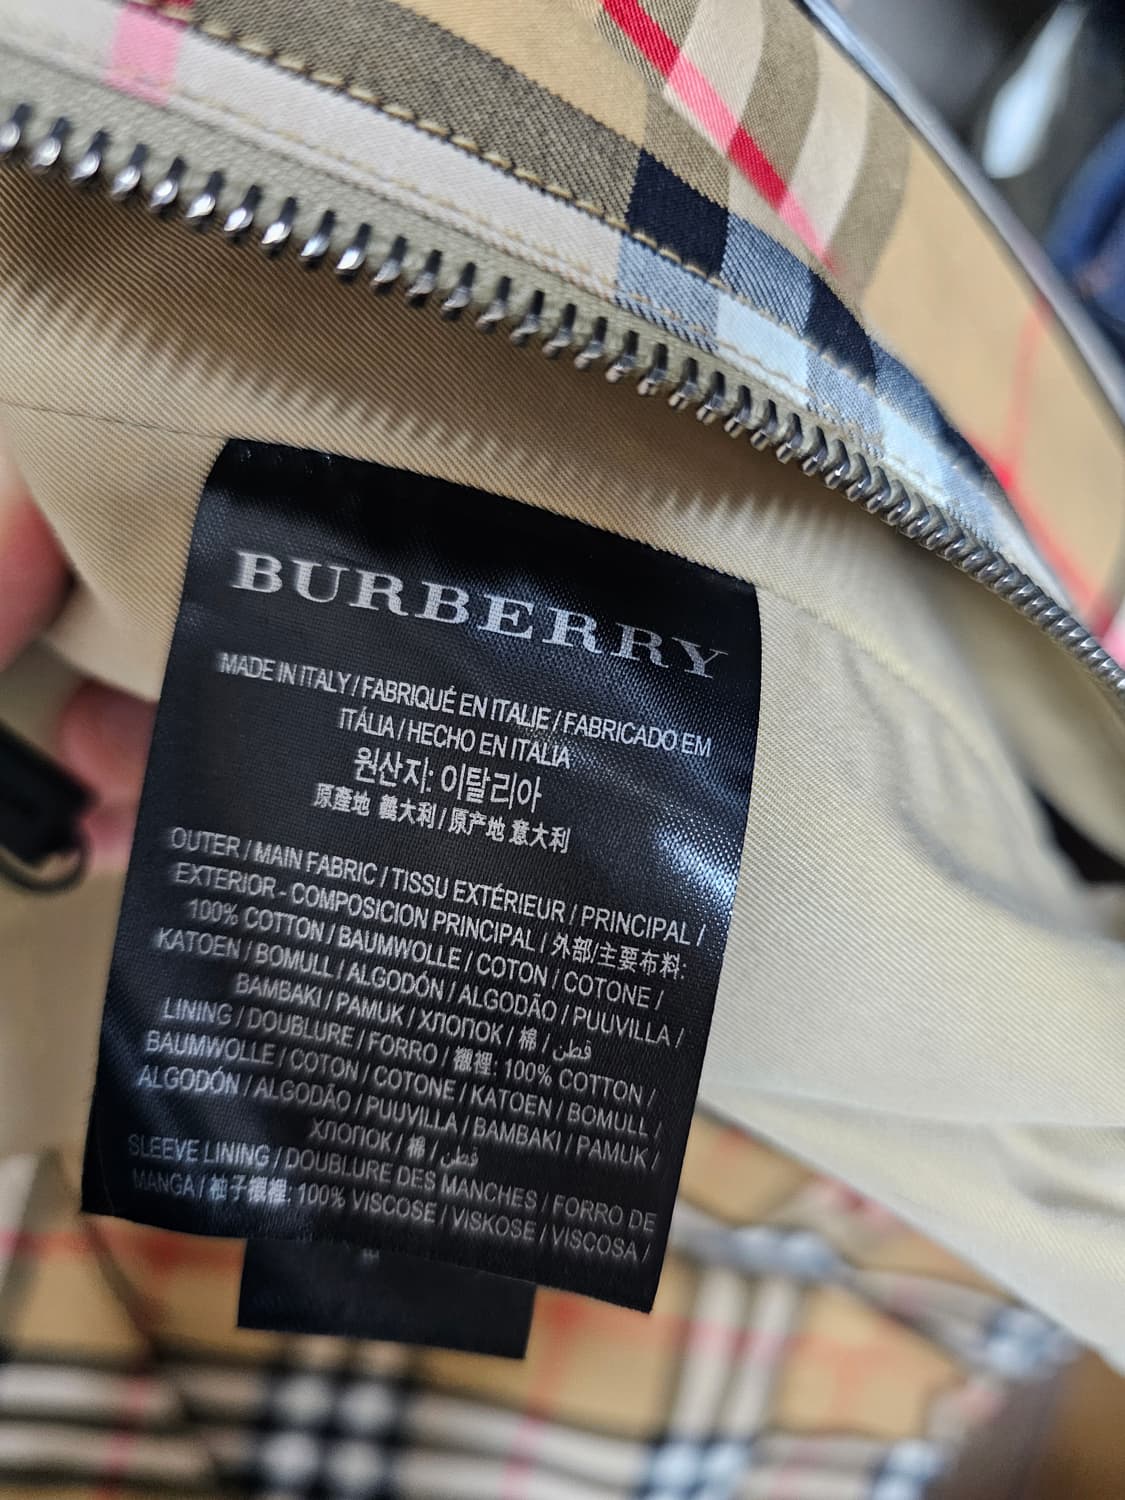 BURBERRY
MADE IN ITALY / FABRIQUÉ EN ITALIE / FABRICADO EM
ITÁLIA / HECHO EN ITALIA
원산지: 이탈리아
原產地 義大利 / 原产地 意大利
OUTER / MAIN FABRIC / TISSU EXTÉRIEUR / PRINCIPAL /
EXTERIOR - COMPOSICION PRINCIPAL / 外部/主要布料:
100% COTTON / BAUMWOLLE / COTON / COTONE /
KATOEN / BOMULL / ALGODÓN / ALGODÃO / PUUVILLA /
BAMBAKI / PAMUK / ХЛОПОК / 棉 / قطن
LINING / DOUBLURE / FORRO / 襯裡: 100% COTTON /
BAUMWOLLE / COTON / COTONE / KATOEN / BOMULL /
ALGODÓN / ALGODÃO / PUUVILLA / BAMBAKI / PAMUK /
ХЛОПОК / 棉 / قطن
SLEEVE LINING / DOUBLURE DES MANCHES / FORRO DE
MANGA / 袖子襯裡: 100% VISCOSE / VISKOSE / VISCOSA /